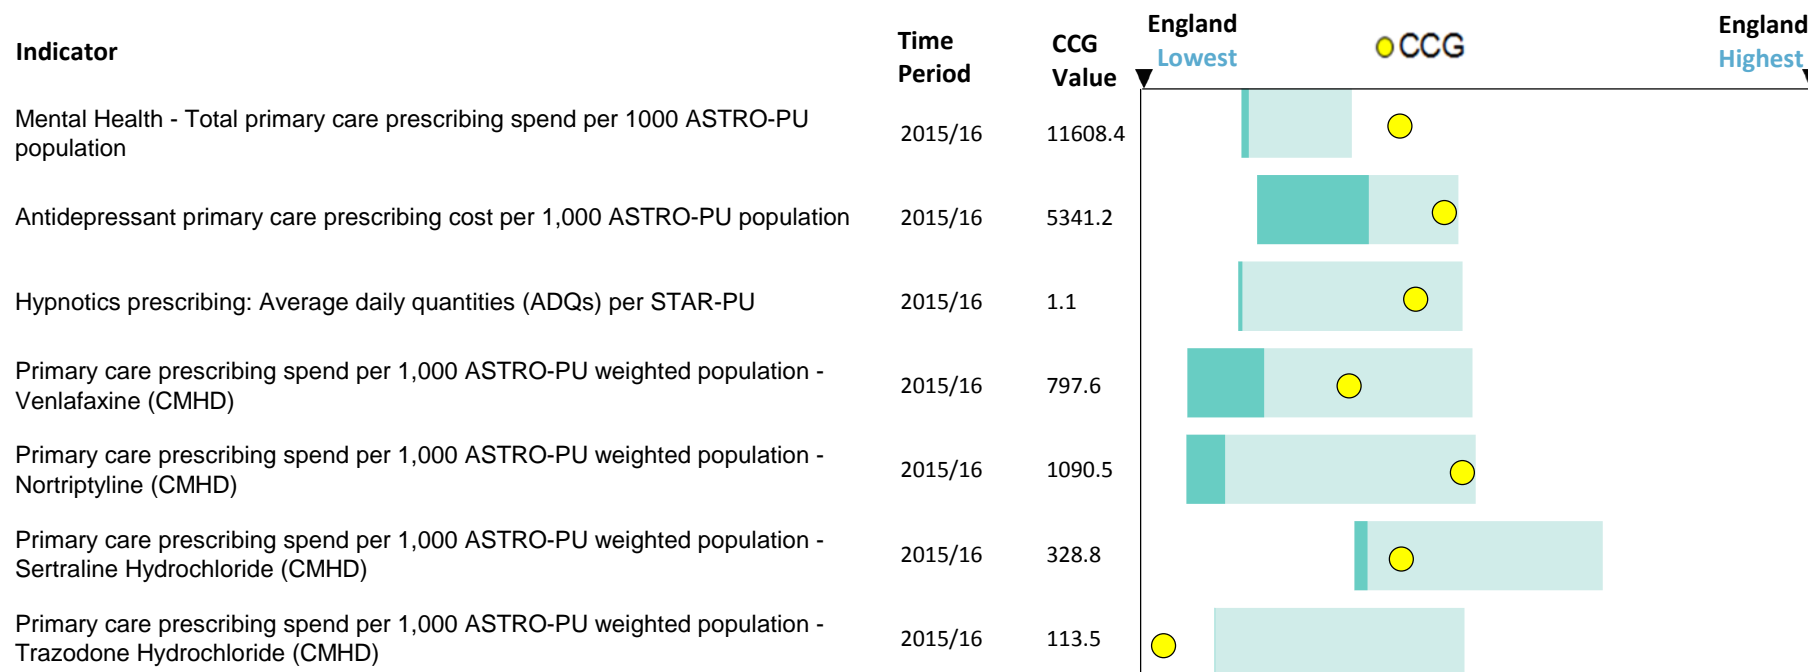 Indicator
Time
Period
CCG
Value
England
Lowest
CCG
England
Highest
Mental Health - Total primary care prescribing spend per 1000 ASTRO-PU
population
2015/16
11608.4
Antidepressant primary care prescribing cost per 1,000 ASTRO-PU population
2015/16
5341.2
Hypnotics prescribing: Average daily quantities (ADQs) per STAR-PU
2015/16
1.1
Primary care prescribing spend per 1,000 ASTRO-PU weighted population -
Venlafaxine (CMHD)
2015/16
797.6
Primary care prescribing spend per 1,000 ASTRO-PU weighted population -
Nortriptyline (CMHD)
2015/16
1090.5
Primary care prescribing spend per 1,000 ASTRO-PU weighted population -
Sertraline Hydrochloride (CMHD)
2015/16
328.8
Primary care prescribing spend per 1,000 ASTRO-PU weighted population -
Trazodone Hydrochloride (CMHD)
2015/16
113.5